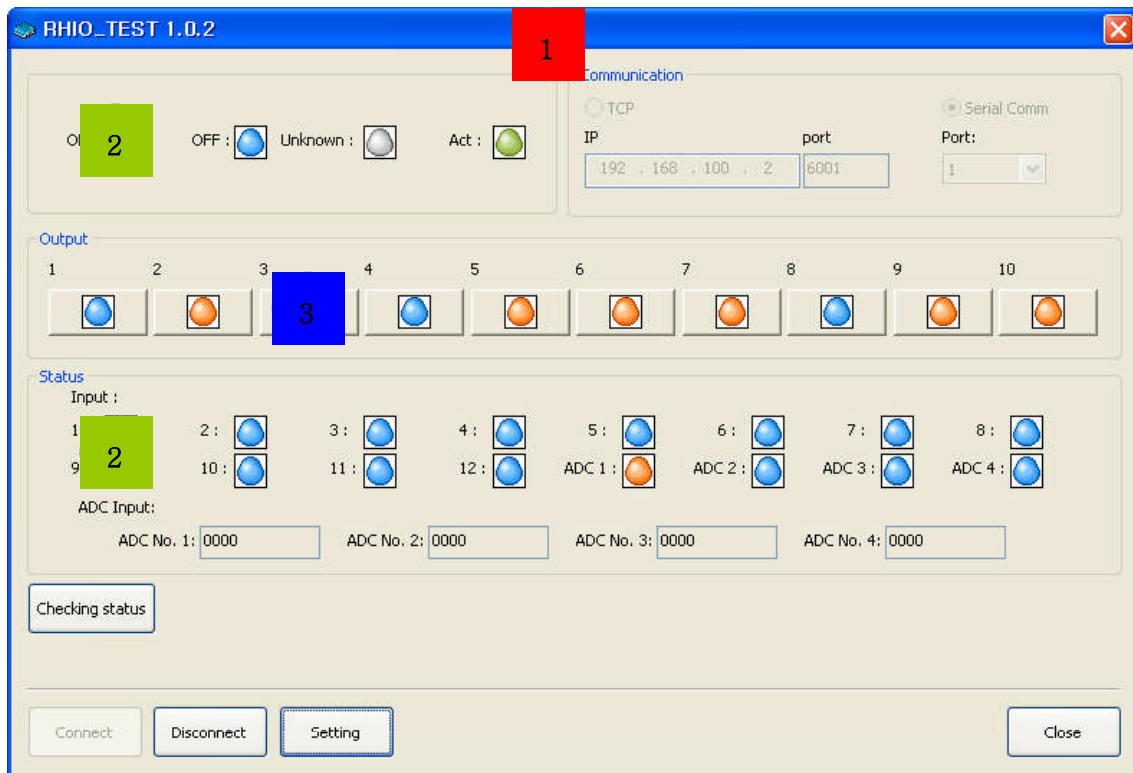 RHIO_TEST 1.0.2
1
Communication
TCP
Serial Comm
2
OFF :
Unknown :
Act :
IP
port
Port:
192 . 168 . 100 . 2
6001
1
Output
1 2 3 4 5 6 7 8 9 10
3
Status
Input :
1 2 : 3 : 4 : 5 : 6 : 7 : 8 :
2
9 10 : 11 : 12 : ADC 1 : ADC 2 : ADC 3 : ADC 4 :
ADC Input:
ADC No. 1: 0000 ADC No. 2: 0000 ADC No. 3: 0000 ADC No. 4: 0000
Checking status
Connect
Disconnect
Setting
Close